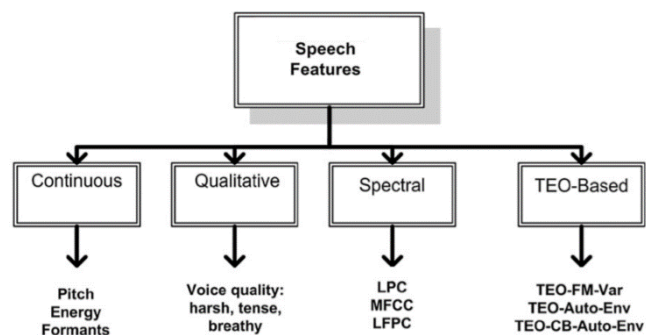 Speech
Features
Continuous
Qualitative
Spectral
TEO-Based
Pitch
Energy
Formants
Voice quality:
harsh, tense,
breathy
LPC
MFCC
LFPC
TEO-FM-Var
TEO-Auto-Env
TEO-CB-Auto-Env